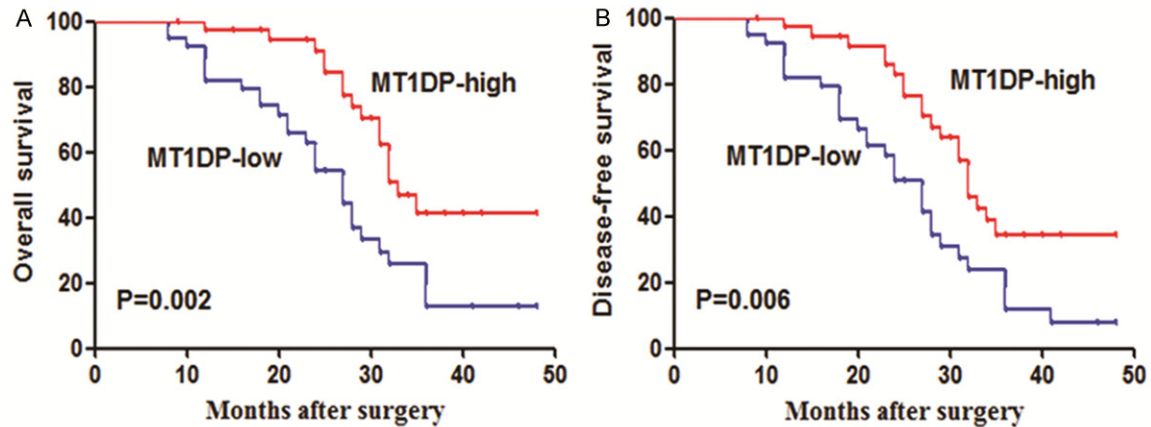 A
Overall survival
100
80
60
40
20
0
MT1DP-high
MT1DP-low
P=0.002
0 10 20 30 40 50
Months after surgery
B
Disease-free survival
100
80
60
40
20
0
MT1DP-high
MT1DP-low
P=0.006
0 10 20 30 40 50
Months after surgery